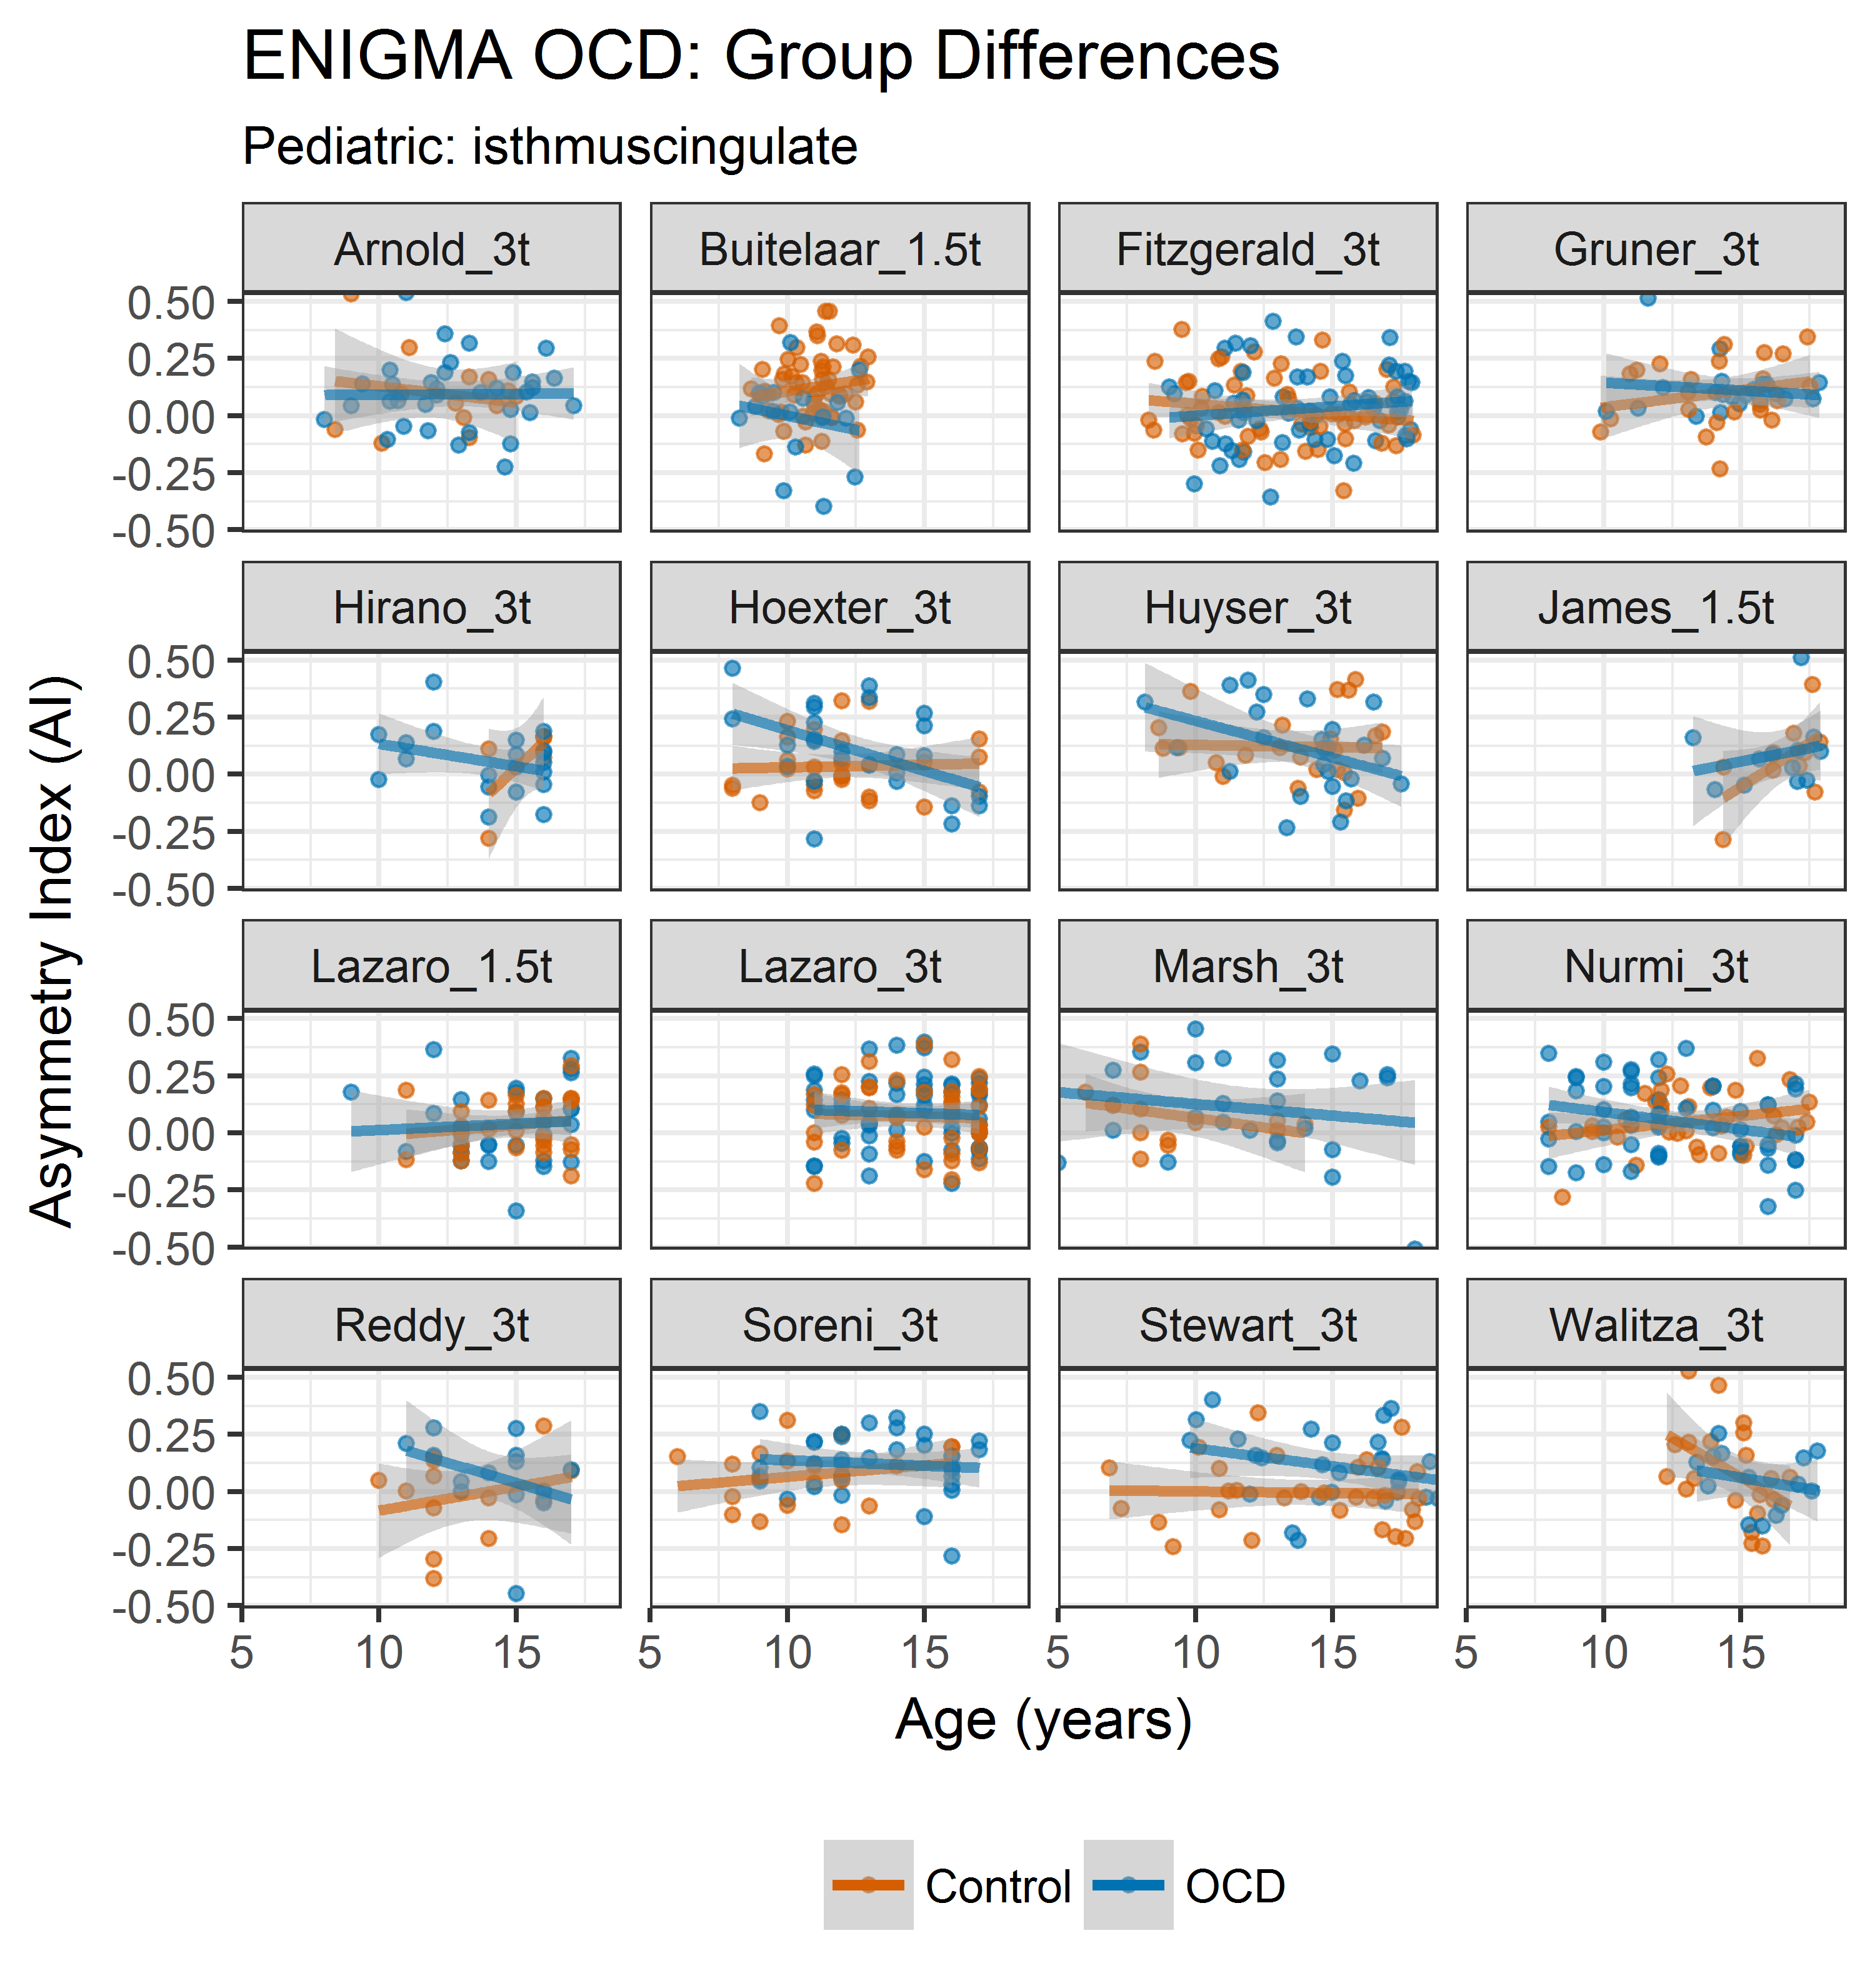 ENIGMA OCD: Group Differences
Pediatric: isthmuscingulate
Arnold_3t Buitelaar_1.5t Fitzgerald_3t Gruner_3t
0.50
0.25
0.00
-0.25
-0.50
Hirano_3t Hoexter_3t Huyser_3t James_1.5t
0.50
0.25
0.00
-0.25
-0.50
Asymmetry Index (AI)
Lazaro_1.5t Lazaro_3t Marsh_3t Nurmi_3t
0.50
0.25
0.00
-0.25
-0.50
Reddy_3t Soreni_3t Stewart_3t Walitza_3t
0.50
0.25
0.00
-0.25
-0.50
5 10 15 5 10 15 5 10 15 5 10 15
Age (years)
Control OCD